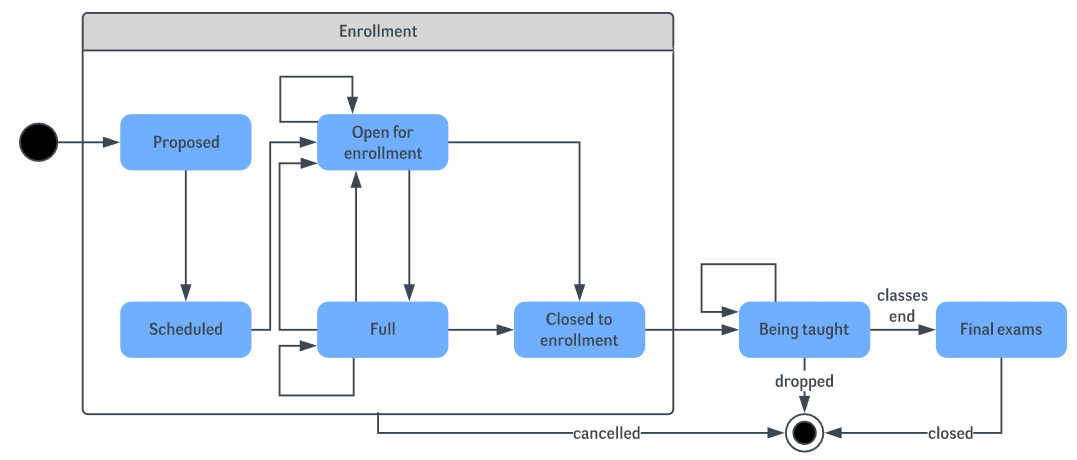 Enrollment
Proposed
Open for
enrollment
Scheduled
Full
Closed to
enrollment
Being taught
classes
end
Final exams
dropped
cancelled
closed